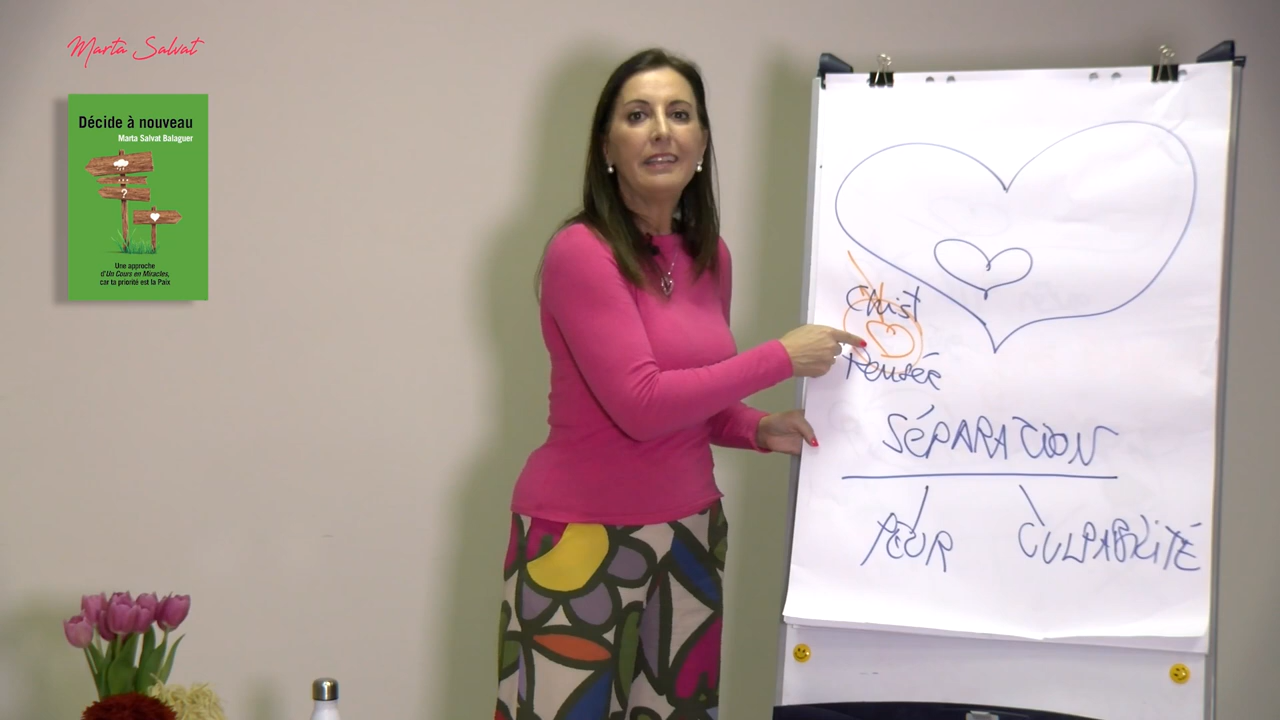 Marta Salvat
Décide à nouveau
Marta Salvat Balaguer
?
Une approche
d'Un Cours en Miracles,
car ta priorité est la Paix
Christ
Pensée
SÉPARATION
PEUR
CULPABILITÉ